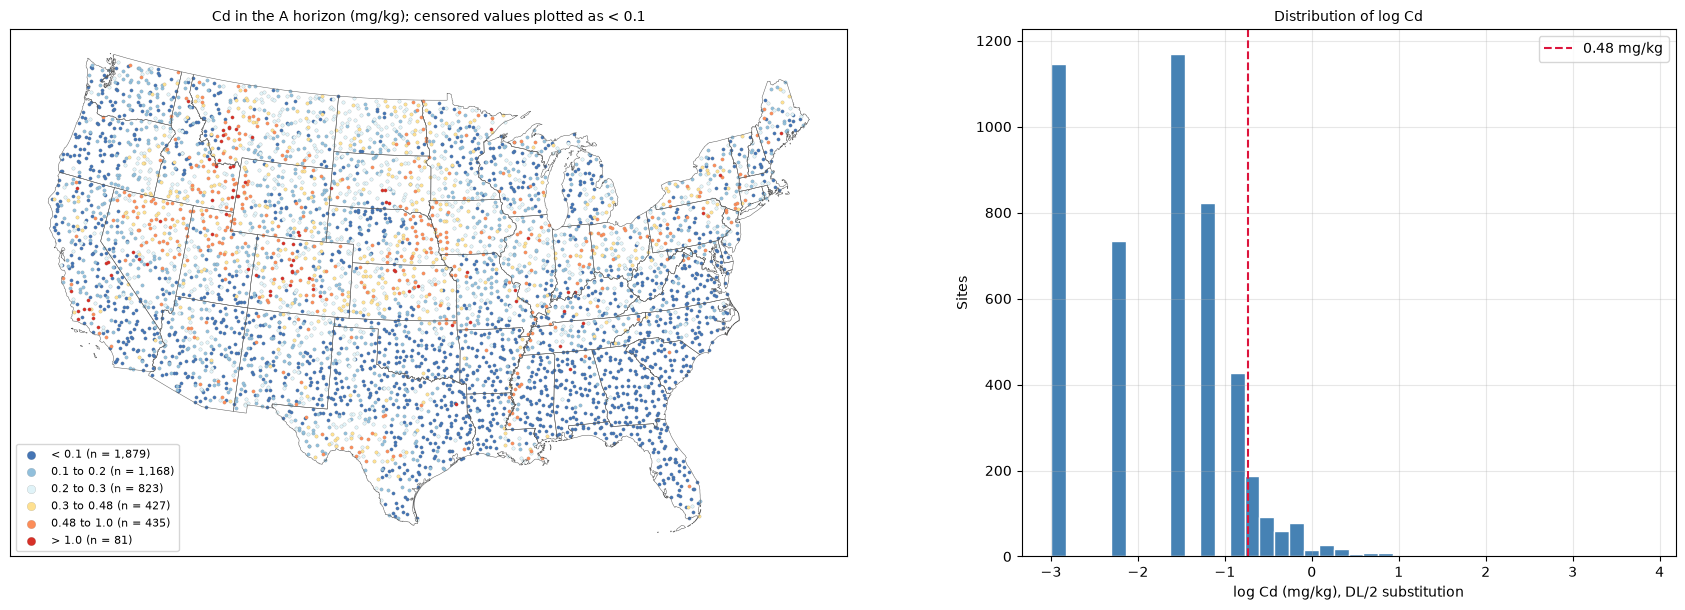 Cd in the A horizon (mg/kg); censored values plotted as < 0.1
< 0.1 (n = 1,879)
0.1 to 0.2 (n = 1,168)
0.2 to 0.3 (n = 823)
0.3 to 0.48 (n = 427)
0.48 to 1.0 (n = 435)
> 1.0 (n = 81)
Distribution of log Cd
0.48 mg/kg
Sites
1200
1000
800
600
400
200
0
−3 −2 −1 0 1 2 3 4
log Cd (mg/kg), DL/2 substitution